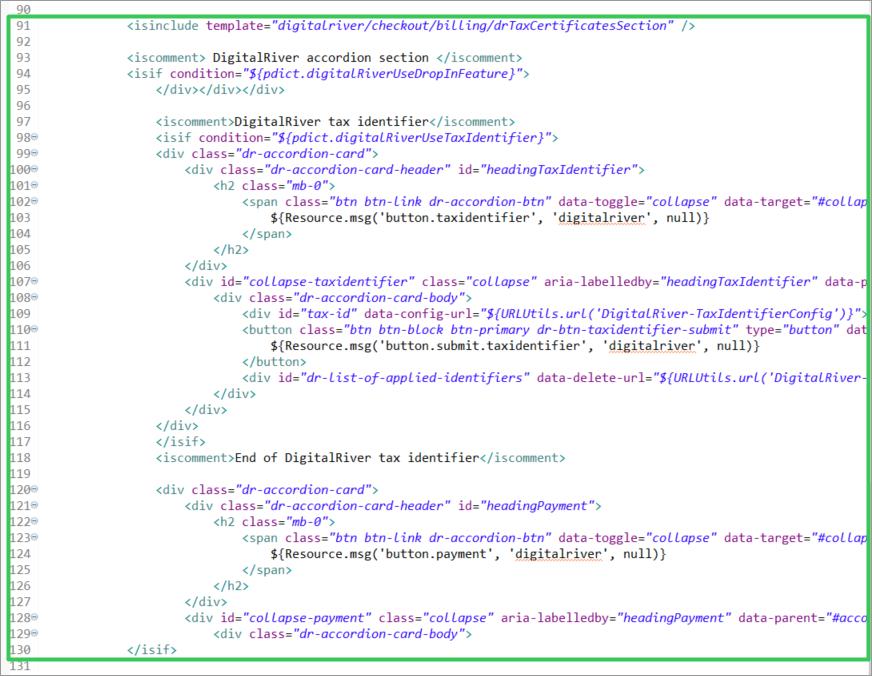 90
91 <isinclude template="digitalriver/checkout/billing/drTaxCertificatesSection" />
92
93 <iscomment> DigitalRiver accordion section </iscomment>
94 <isif condition="${pdict.digitalRiverUseDropInFeature}">
95 </div></div></div>
96
97 <iscomment>DigitalRiver tax identifier</iscomment>
98 <isif condition="${pdict.digitalRiverUseTaxIdentifier}">
99 <div class="dr-accordion-card">
100 <div class="dr-accordion-card-header" id="headingTaxIdentifier">
101 <h2 class="mb-0">
102 <span class="btn btn-link dr-accordion-btn" data-toggle="collapse" data-target="#collap
103 ${Resource.msg('button.taxidentifier', 'digitalriver', null)}
104 </span>
105 </h2>
106 </div>
107 <div id="collapse-taxidentifier" class="collapse" aria-labelledby="headingTaxIdentifier" data-p
108 <div class="dr-accordion-card-body">
109 <div id="tax-id" data-config-url="${URLUtils.url('DigitalRiver-TaxIdentifierConfig')}">
110 <button class="btn btn-block btn-primary dr-btn-taxidentifier-submit" type="button" dat
111 ${Resource.msg('button.submit.taxidentifier', 'digitalriver', null)}
112 </button>
113 <div id="dr-list-of-applied-identifiers" data-delete-url="${URLUtils.url('DigitalRiver-
114 </div>
115 </div>
116 </div>
117 </isif>
118 <iscomment>End of DigitalRiver tax identifier</iscomment>
119
120 <div class="dr-accordion-card">
121 <div class="dr-accordion-card-header" id="headingPayment">
122 <h2 class="mb-0">
123 <span class="btn btn-link dr-accordion-btn" data-toggle="collapse" data-target="#collap
124 ${Resource.msg('button.payment', 'digitalriver', null)}
125 </span>
126 </h2>
127 </div>
128 <div id="collapse-payment" class="collapse" aria-labelledby="headingPayment" data-parent="#acco
129 <div class="dr-accordion-card-body">
130 </isif>
131